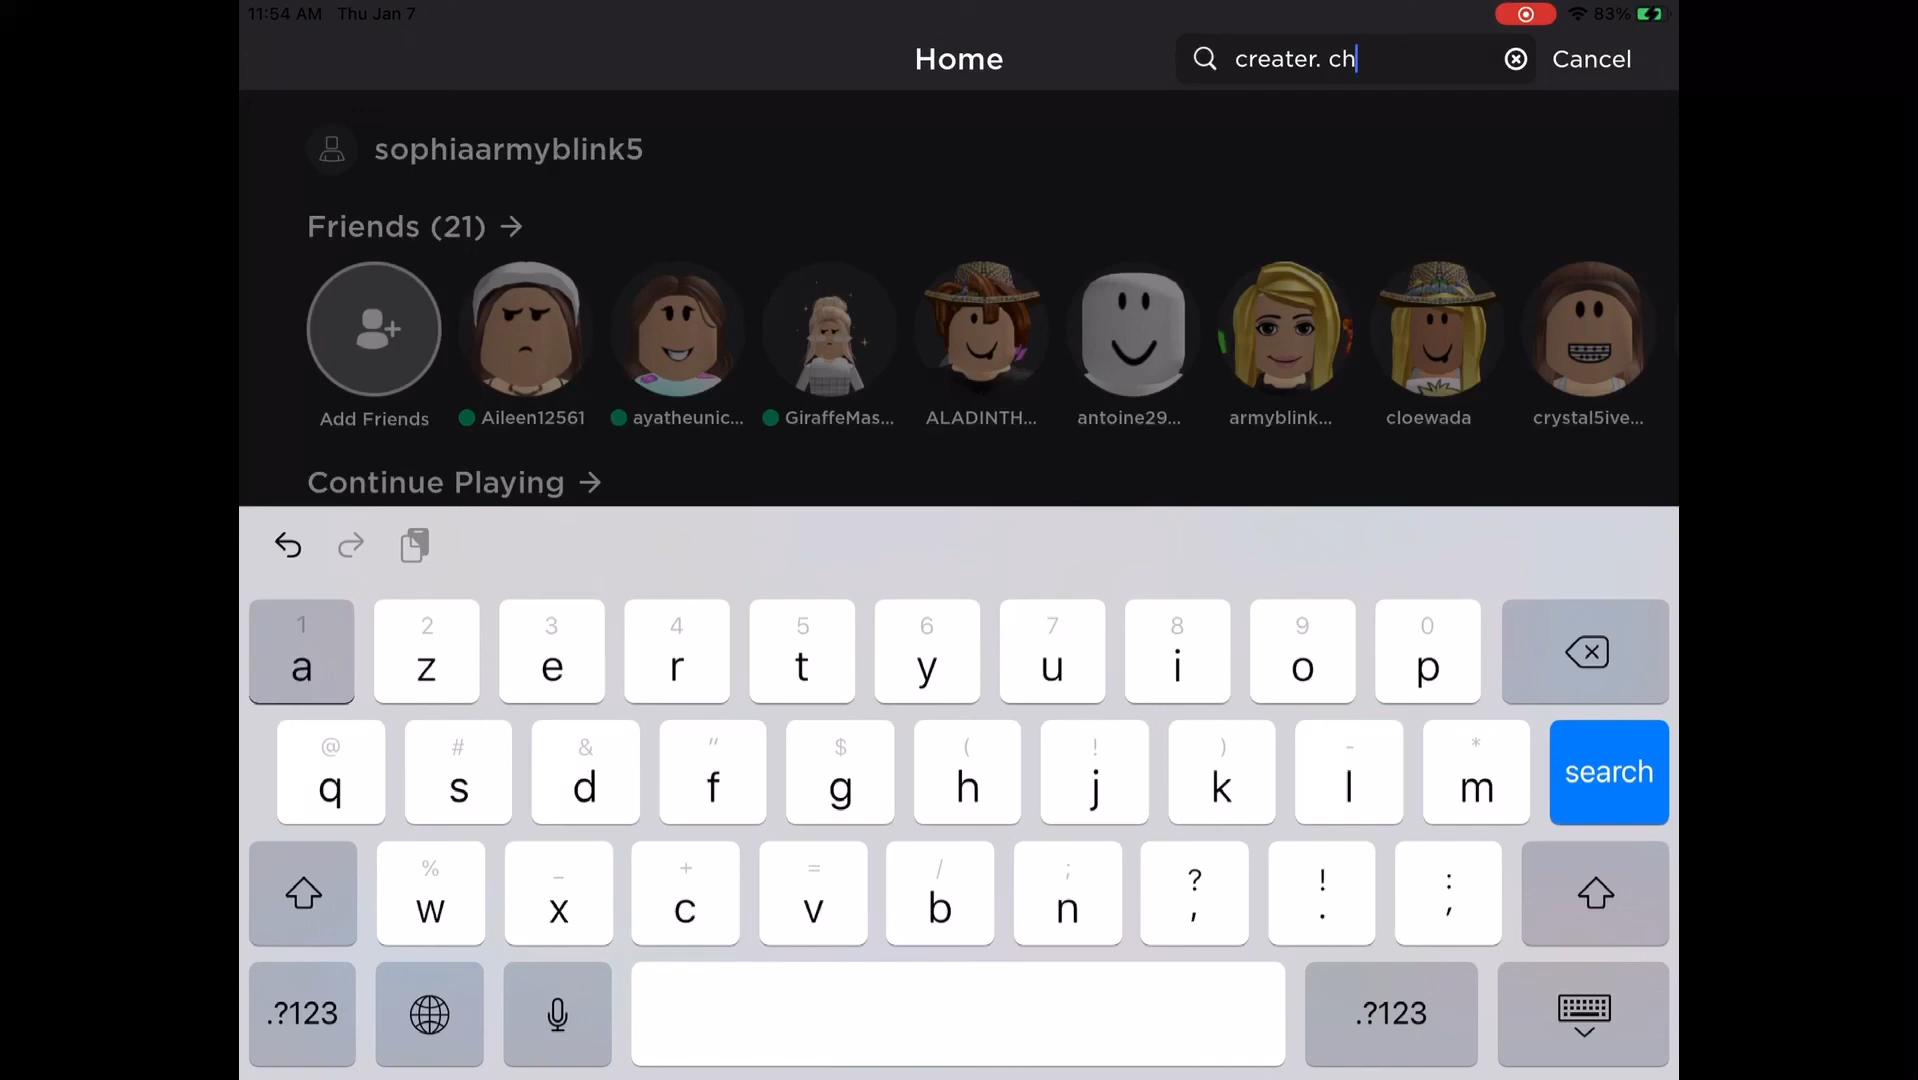 11:54 AM Thu Jan 7
83%
Home
creater. ch
Cancel
sophiaarmyblink5
Friends (21) →
Add Friends
Aileen12561
ayatheunic...
GiraffeMas...
ALADINTH...
antoine29...
armyblink...
cloewada
crystal5ive...
Continue Playing →
1 2 3 4 5 6 7 8 9 0
a z e r t y u i o p
@ # & " $ ( ! ) - *
q s d f g h j k l m
search
% _ + = / ; ? ! :
w x c v b n , . ,
.?123
.?123